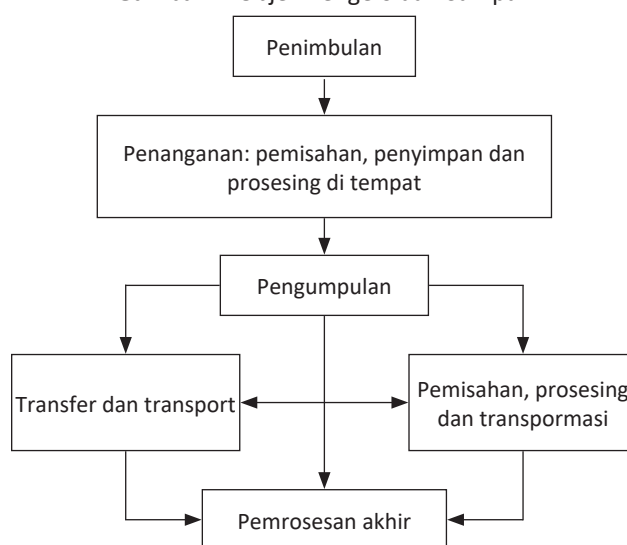 Penimbulan
Penanganan: pemisahan, penyimpan dan
prosesing di tempat
Pengumpulan
Transfer dan transport
Pemisahan, prosesing
dan transpormasi
Pemrosesan akhir